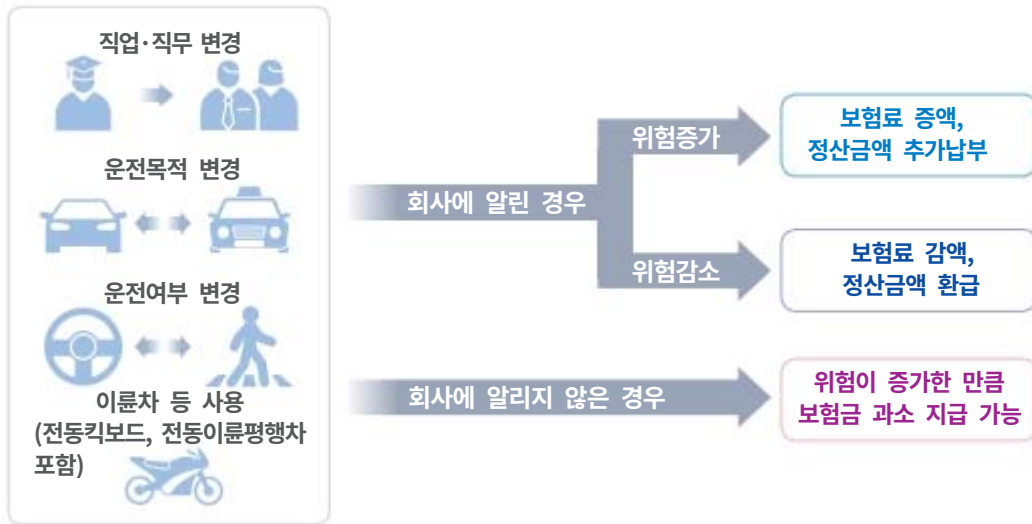 직업·직무 변경
운전목적 변경
운전여부 변경
이륜차 등 사용
(전동킥보드, 전동이륜평행차
포함)
회사에 알린 경우
위험증가
보험료 증액,
정산금액 추가납부
위험감소
보험료 감액,
정산금액 환급
회사에 알리지 않은 경우
위험이 증가한 만큼
보험금 과소 지급 가능